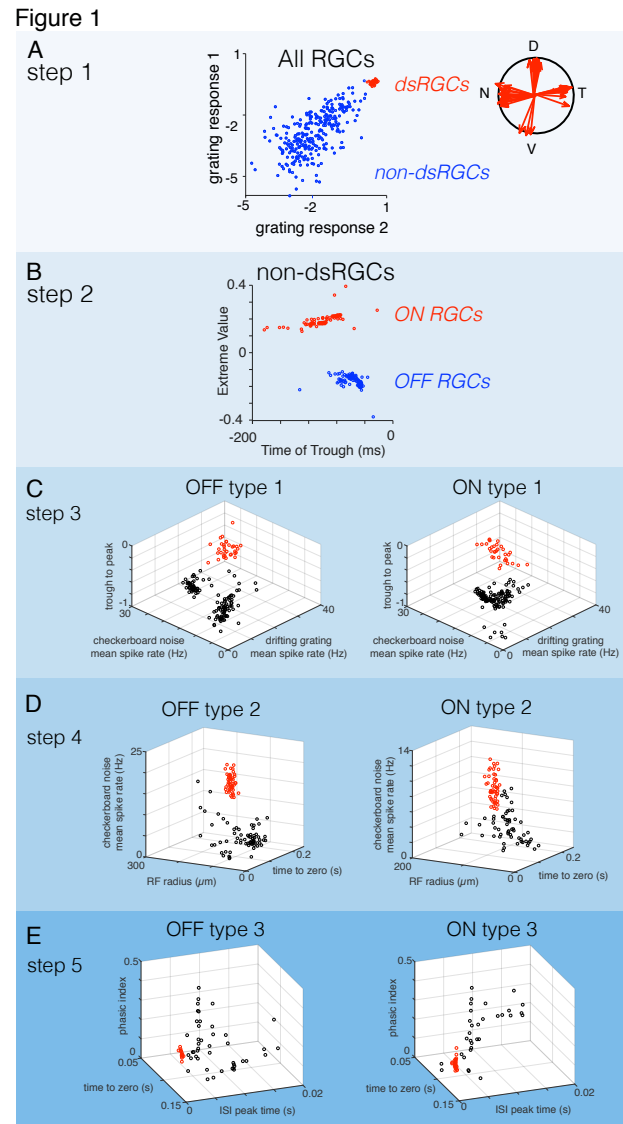 Figure 1
A
step 1
All RGCs
1
-2
-5
grating response 1
-5
-2
1
grating response 2
dsRGCs
non-dsRGCs
D
N
T
V
B
step 2
non-dsRGCs
0.4
0
-0.4
Extreme Value
-200
0
Time of Trough (ms)
ON RGCs
OFF RGCs
C
step 3
OFF type 1
trough to peak
0
-1
30
40
0
0
checkerboard noise
mean spike rate (Hz)
drifting grating
mean spike rate (Hz)
ON type 1
trough to peak
0
-1
30
40
0
0
checkerboard noise
mean spike rate (Hz)
drifting grating
mean spike rate (Hz)
D
step 4
OFF type 2
checkerboard noise
mean spike rate (Hz)
25
0
300
0
0
0.2
RF radius (µm)
time to zero (s)
ON type 2
checkerboard noise
mean spike rate (Hz)
14
0
200
0
0
0.2
RF radius (µm)
time to zero (s)
E
step 5
OFF type 3
phasic index
0.5
0
0.05
0.15
0
0.02
time to zero (s)
ISI peak time (s)
ON type 3
phasic index
0.5
0
0.05
0.15
0
0.02
time to zero (s)
ISI peak time (s)